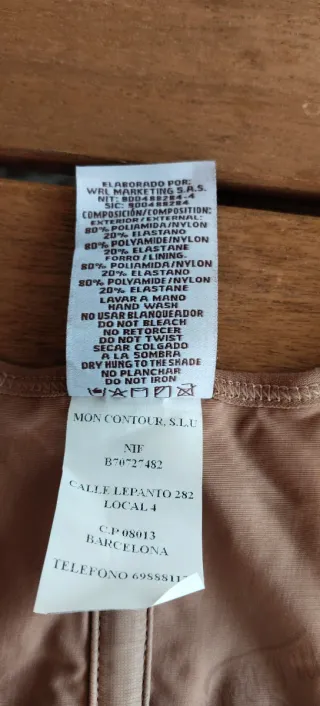 ELABORADO POR:
WRL MARKETING S.A.S.
NIT: 900488284-4
SIC: 900488284
COMPOSICIÓN/COMPOSITION:
EXTERIOR/EXTERNAL:
80% POLIAMIDA/NYLON
20% ELASTANO
80% POLYAMIDE/NYLON
20% ELASTANE
FORRO / LINING.
80% POLIAMIDA/NYLON
20% ELASTANO
80% POLYEMIDE/NYLON
20% ELASTANE
LAVAR A MANO
HAND WASH
NO USAR BLANQUEADOR
DO NOT BLEACH
NO RETORCER
DO NOT TWIST
SECAR COLGADO
A LA SOMBRA
DRY HUNG TO THE SHADE
NO PLANCHAR
DO NOT IRON
MON CONTOUR, S.L.U
NIF
B70727482
CALLE LEPANTO 282
LOCAL 4
C.P 08013
BARCELONA
TELEFONO